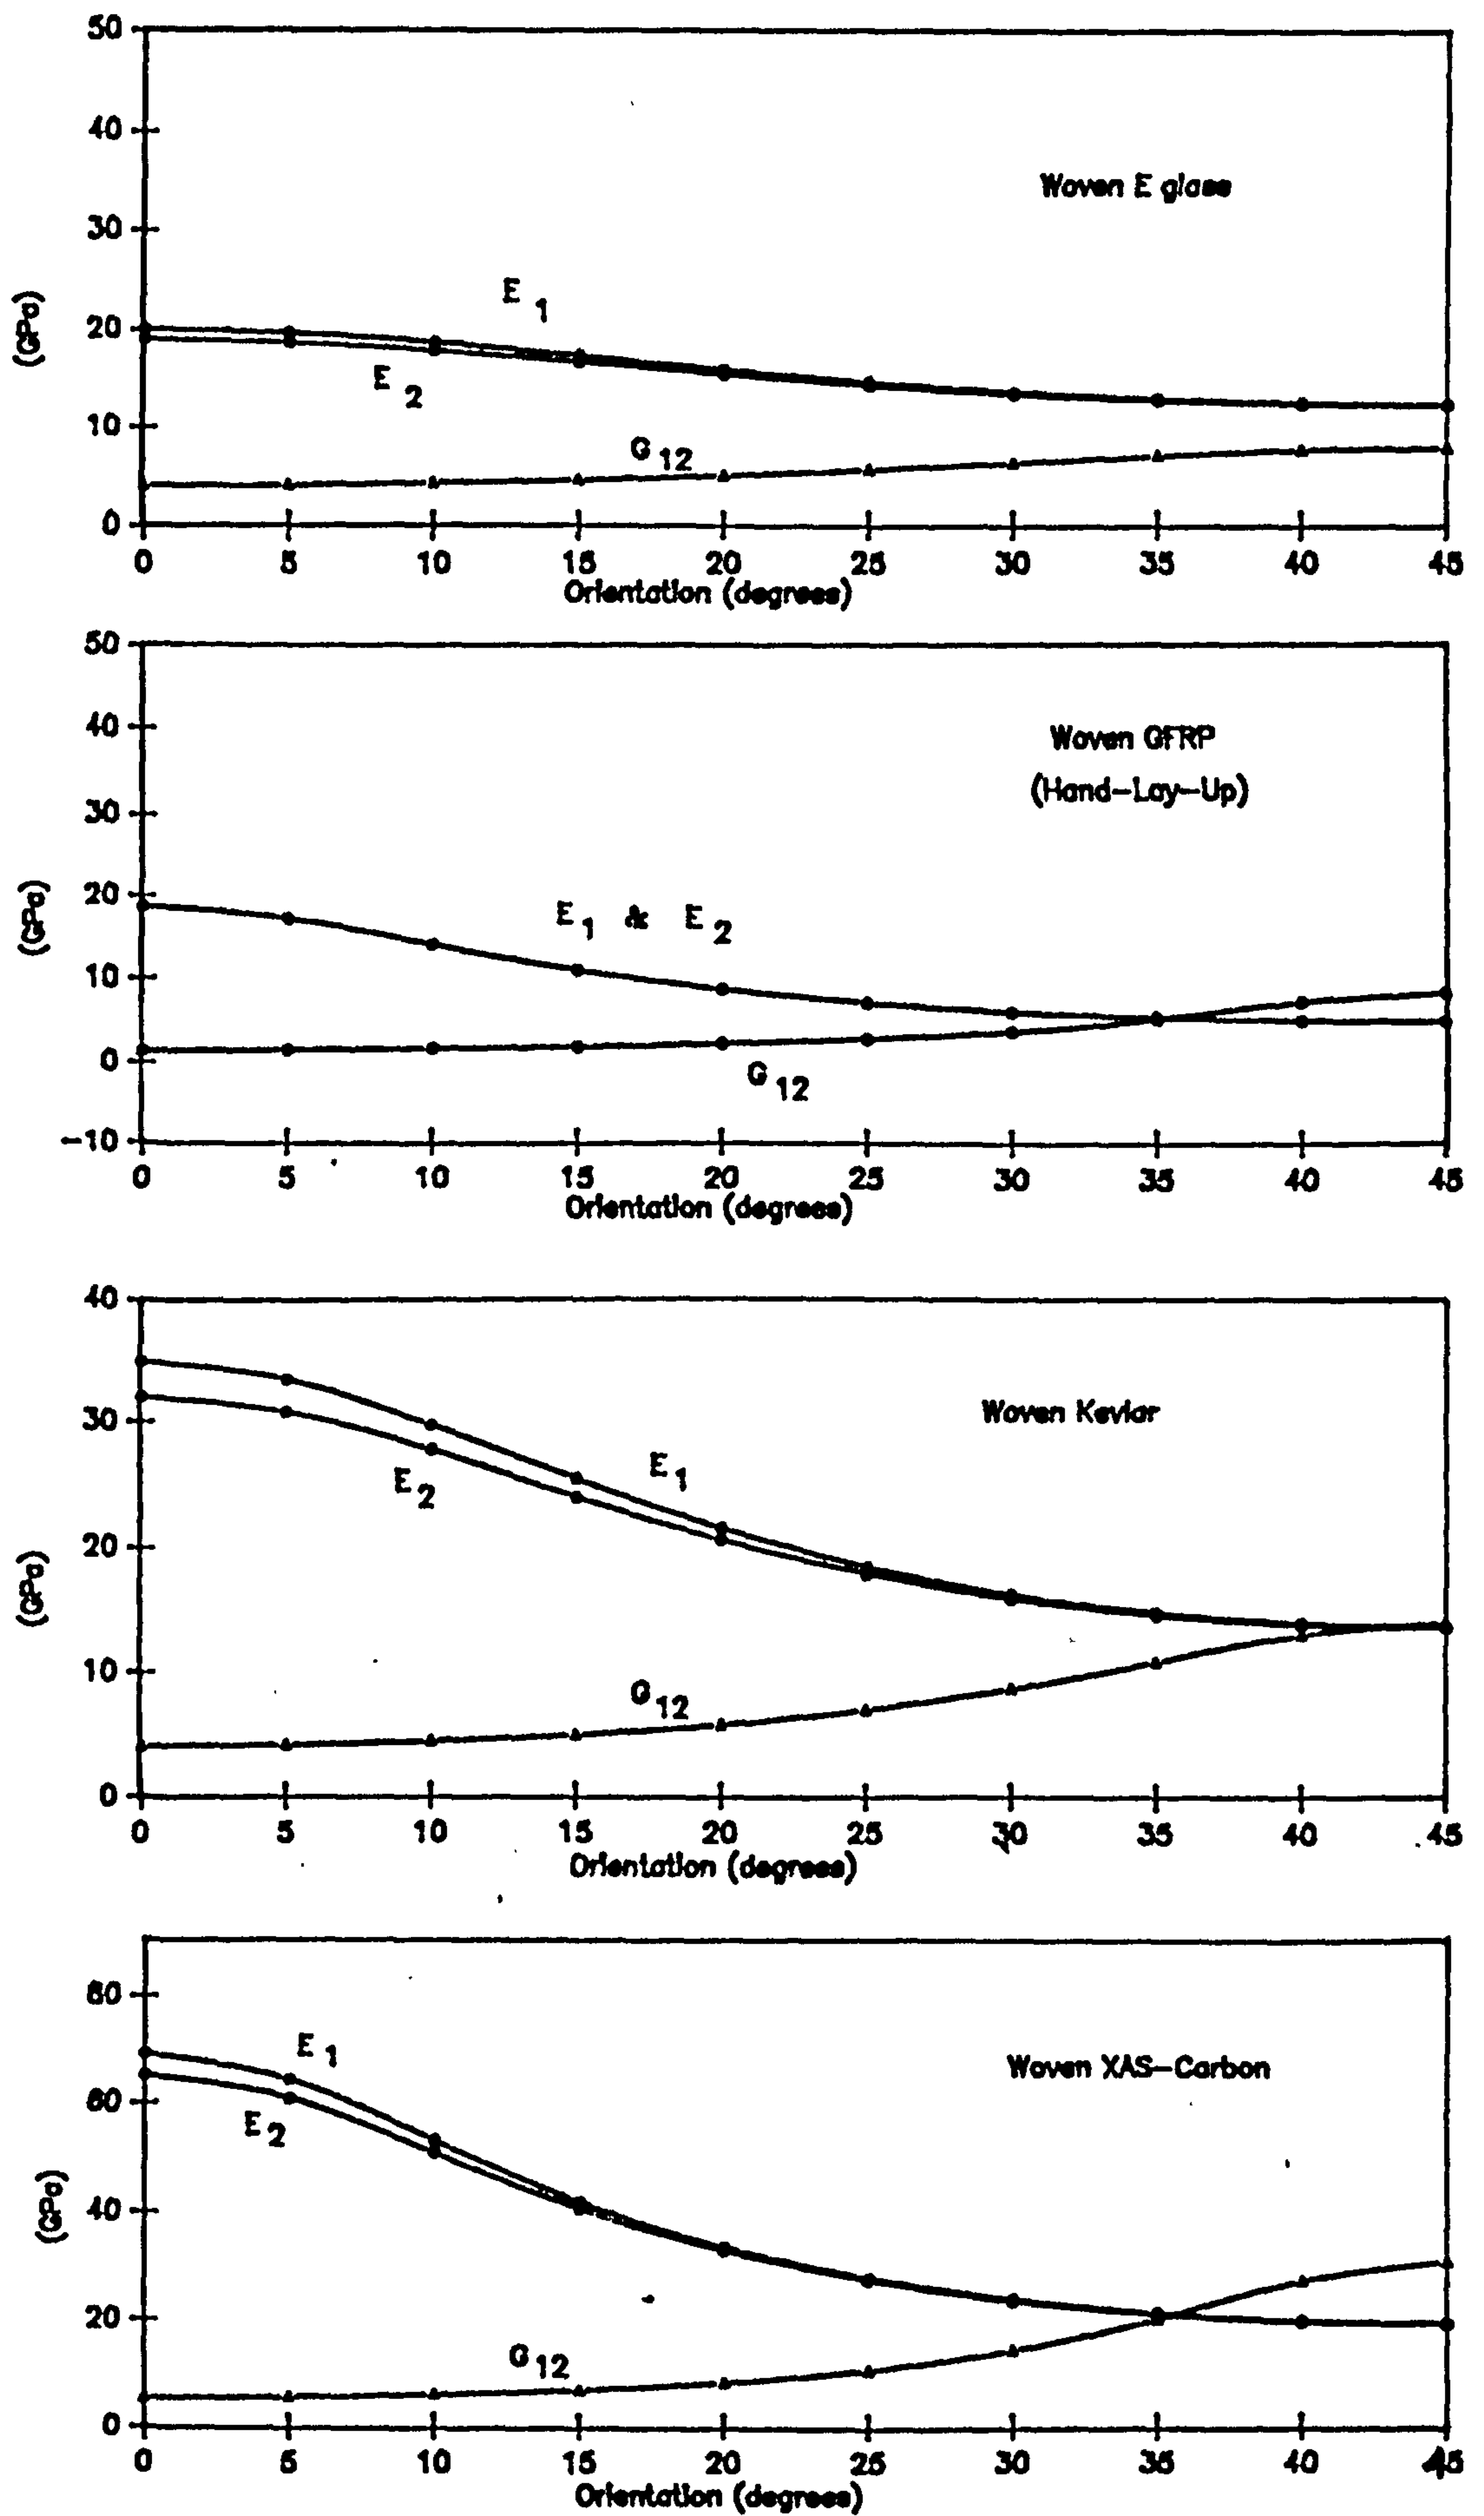 50
40
Woven E glass
30
(GPa)
E 1
20
E 2
10
G 12
0
0 5 10 15 20 25 30 35 40 45
Orientation (degrees)
50
40
Woven GFRP
(Hand-Lay-Up)
30
(GPa)
20
E 1 & E 2
10
0
G 12
-10
0 5 10 15 20 25 30 35 40 45
Orientation (degrees)
40
30
Woven Kevlar
E 1
E 2
20
(GPa)
10
G 12
0
0 5 10 15 20 25 30 35 40 45
Orientation (degrees)
80
E 1
Woven XAS-Carbon
60
E 2
(GPa)
40
20
G 12
0
0 5 10 15 20 25 30 35 40 45
Orientation (degrees)